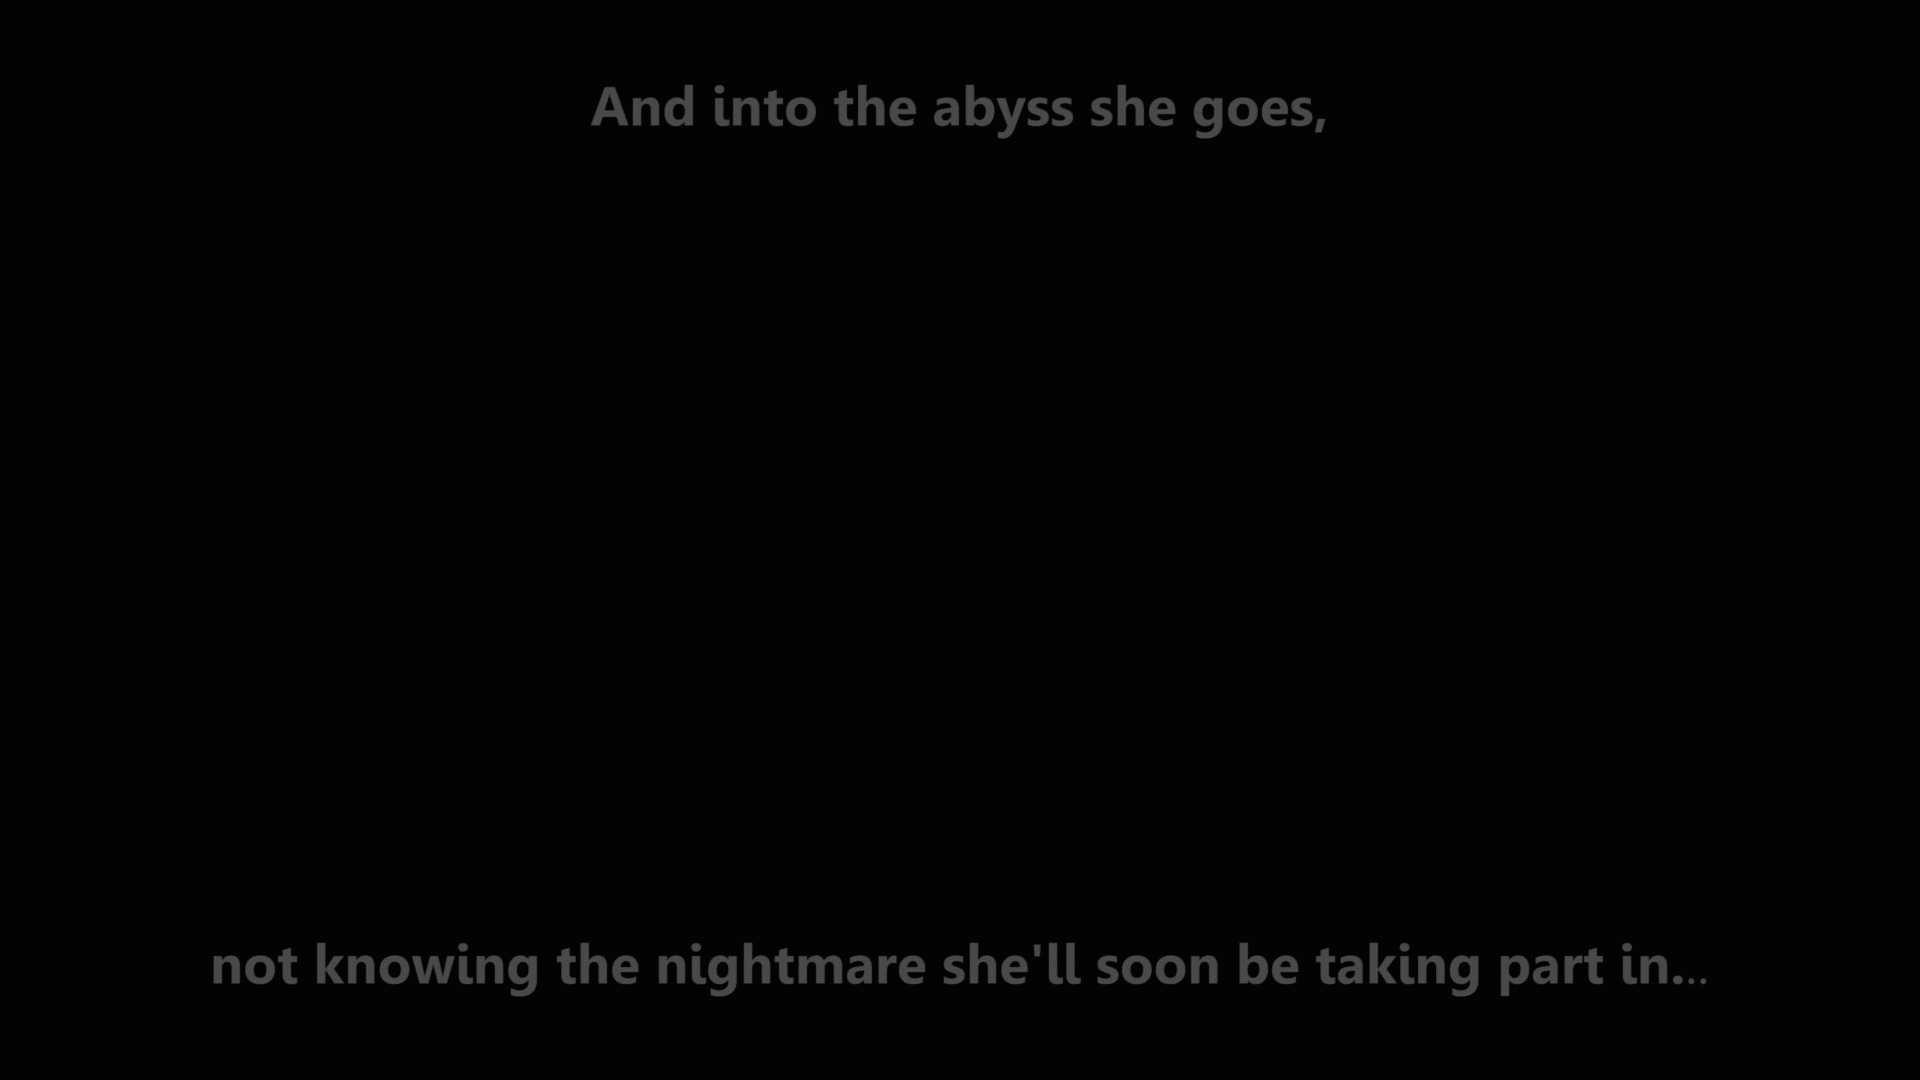 And into the abyss she goes,
not knowing the nightmare she'll soon be taking part in...